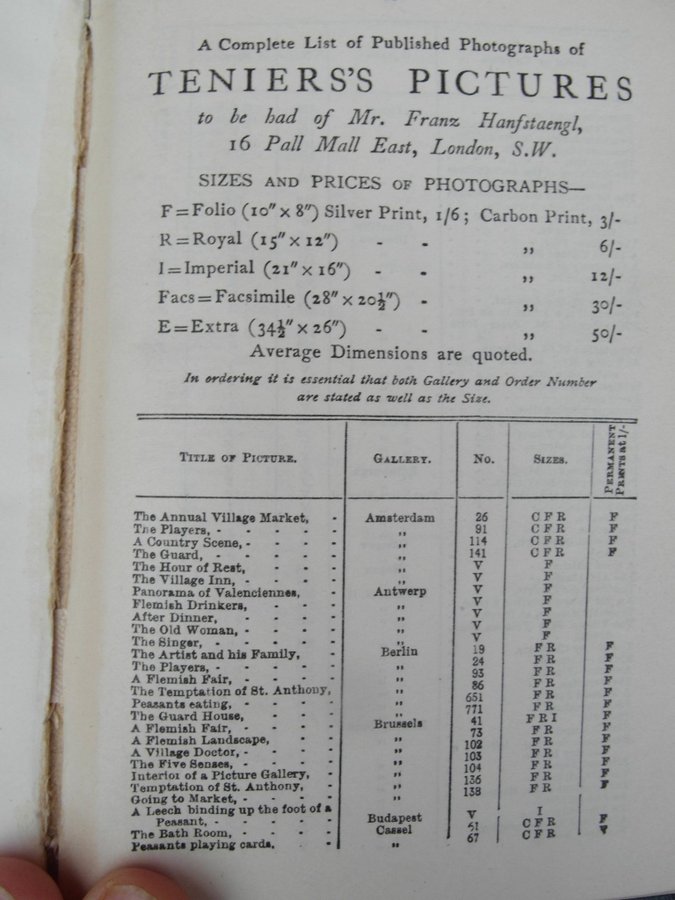 A Complete List of Published Photographs of
TENIERS'S PICTURES
to be had of Mr. Franz Hanfstaengl,
16 Pall Mall East, London, S.W.
SIZES AND PRICES OF PHOTOGRAPHS—
F=Folio (10″ × 8″) Silver Print, 1/6; Carbon Print, 3/-
R=Royal (15″ × 12″) - - ,, 6/-
I=Imperial (21″ × 16″) - - ,, 12/-
Facs=Facsimile (28″ × 20½″) - ,, 30/-
E=Extra (34½″ × 26″) - - ,, 50/-
Average Dimensions are quoted.
In ordering it is essential that both Gallery and Order Number
are stated as well as the Size.
TITLE OF PICTURE. GALLERY. No. SIZES. PERMANENT PRINTS at 1/-
The Annual Village Market, - Amsterdam 26 C F R F
The Players, - - - - - ,, 91 C F R F
A Country Scene, - - - - ,, 114 C F R F
The Guard, - - - - - ,, 141 C F R F
The Hour of Rest, - - - - ,, V F
The Village Inn, - - - - ,, V F
Panorama of Valenciennes, - - Antwerp V F
Flemish Drinkers, - - - - ,, V F
After Dinner, - - - - ,, V F
The Old Woman, - - - - ,, V F
The Singer, - - - - - ,, V F
The Artist and his Family, - - Berlin 19 F R F
The Players, - - - - - ,, 24 F R F
A Flemish Fair, - - - - ,, 93 F R F
The Temptation of St. Anthony, - ,, 86 F R F
Peasants eating, - - - - ,, 651 F R F
The Guard House, - - - - ,, 771 F R F
A Flemish Fair, - - - - Brussels 41 F R I F
A Flemish Landscape, - - - ,, 73 F R F
A Village Doctor, - - - - ,, 102 F R F
The Five Senses, - - - - ,, 103 F R F
Interior of a Picture Gallery, - ,, 104 F R F
Temptation of St. Anthony, - - ,, 136 F R F
Going to Market, - - - - ,, 138 F R F
A Leech binding up the foot of a
Peasant, - - - - - Budapest V I
The Bath Room, - - - - Cassel 51 C F R F
Peasants playing cards. - - ,, 67 C F R F